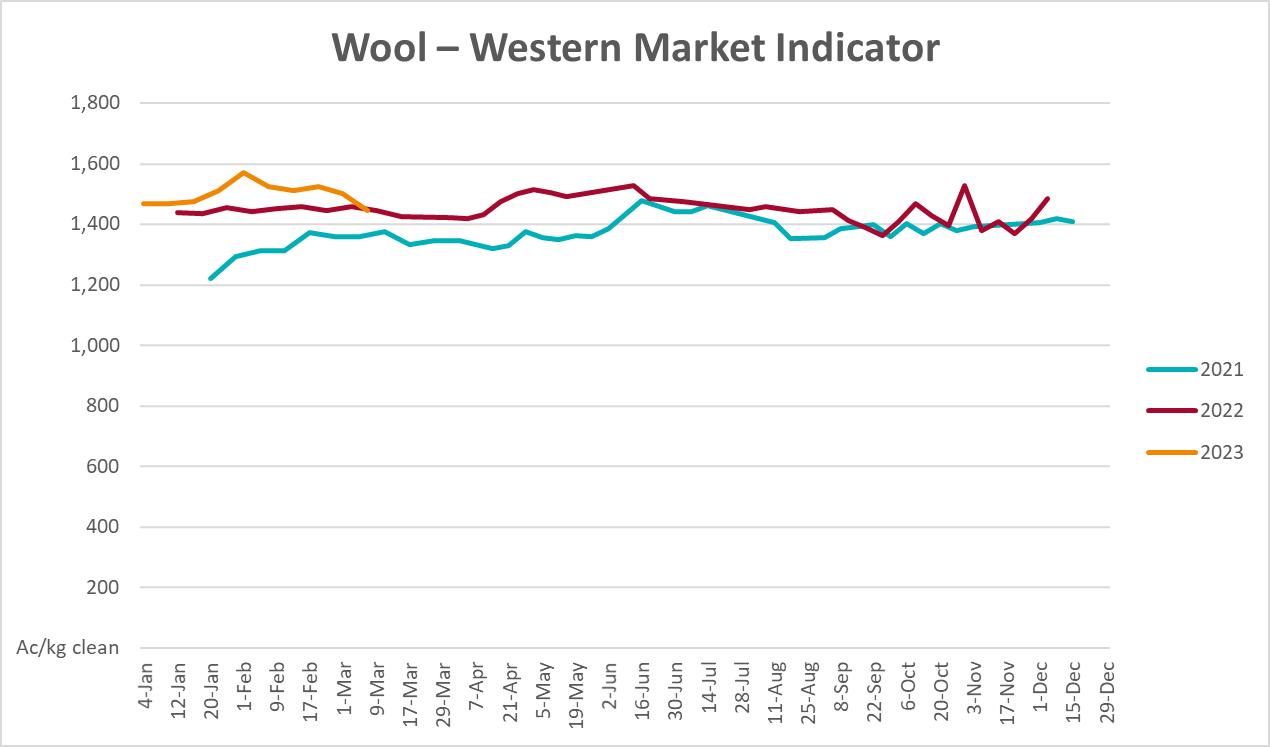 Wool – Western Market Indicator
1,800
1,600
1,400
1,200
1,000
800
600
400
200
Ac/kg clean
4-Jan
12-Jan
20-Jan
1-Feb
9-Feb
17-Feb
1-Mar
9-Mar
17-Mar
29-Mar
7-Apr
21-Apr
5-May
19-May
2-Jun
16-Jun
30-Jun
14-Jul
28-Jul
11-Aug
25-Aug
8-Sep
22-Sep
6-Oct
20-Oct
3-Nov
17-Nov
1-Dec
15-Dec
29-Dec
2021
2022
2023